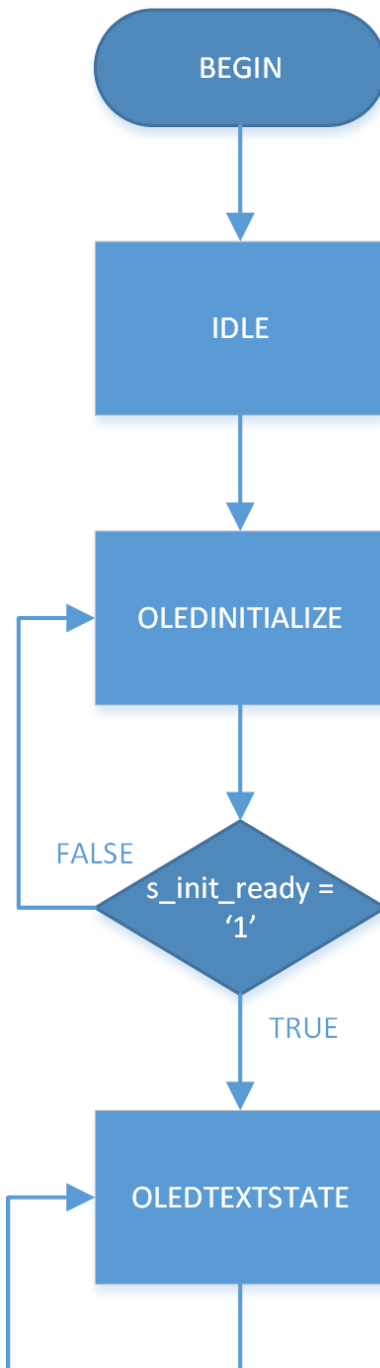 BEGIN
IDLE
OLEDINITIALIZE
FALSE
s_init_ready =
‘1’
TRUE
OLEDTEXTSTATE